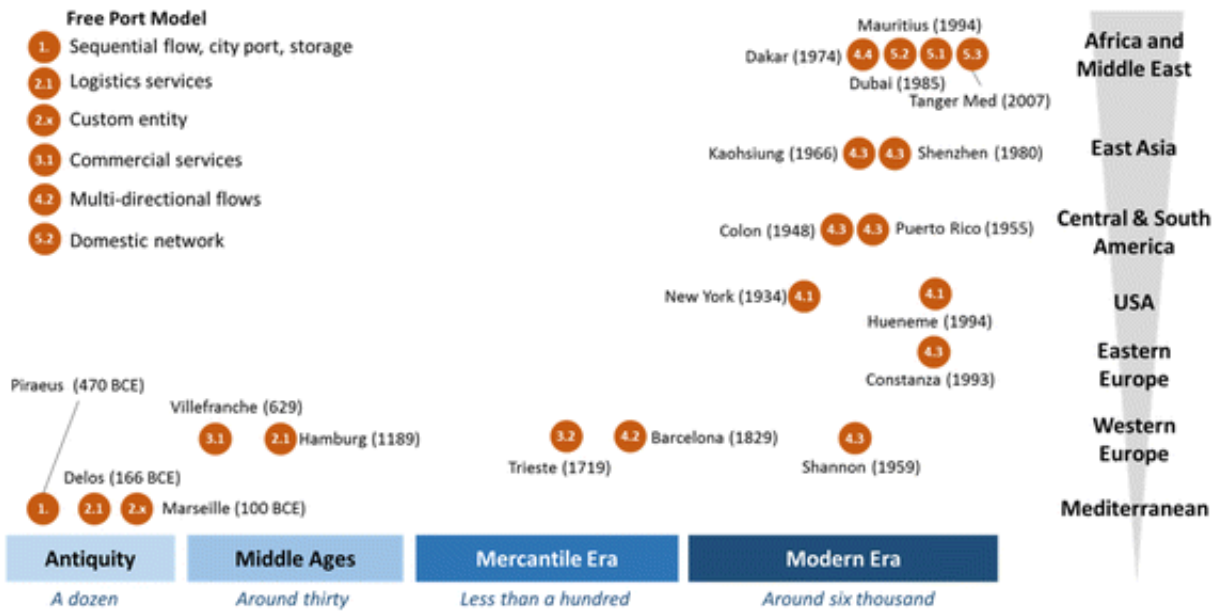 Free Port Model
1. Sequential flow, city port, storage
2.1 Logistics services
2.x Custom entity
3.1 Commercial services
4.2 Multi-directional flows
5.2 Domestic network
Mauritius (1994)
Dakar (1974) 4.4 5.2 5.1 5.3
Dubai (1985)
Tanger Med (2007)
Africa and
Middle East
Kaohsiung (1966) 4.3 4.3 Shenzhen (1980)
East Asia
Colon (1948) 4.3 4.3 Puerto Rico (1955)
Central & South
America
New York (1934) 4.1 4.1
Hueneme (1994)
USA
4.3
Constanza (1993)
Eastern
Europe
Piraeus (470 BCE)
Villefranche (629)
3.1 2.1 Hamburg (1189) 3.2 4.2 Barcelona (1829) 4.3
Trieste (1719) Shannon (1959)
Western
Europe
Delos (166 BCE)
1. 2.1 2.x Marseille (100 BCE)
Mediterranean
Antiquity Middle Ages Mercantile Era Modern Era
A dozen Around thirty Less than a hundred Around six thousand